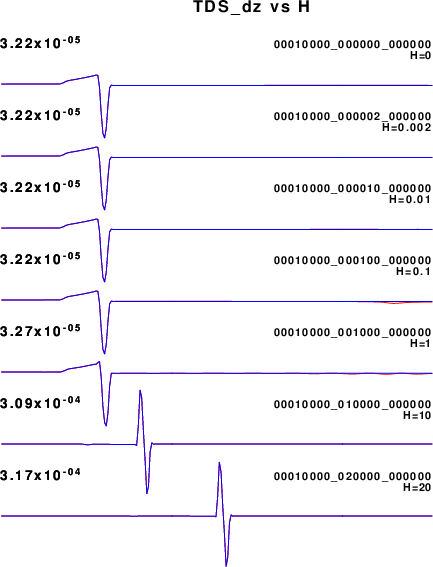 TDS_dz vs H
3.22x10-05 00010000_000000_000000
H=0
3.22x10-05 00010000_000002_000000
H=0.002
3.22x10-05 00010000_000010_000000
H=0.01
3.22x10-05 00010000_000100_000000
H=0.1
3.27x10-05 00010000_001000_000000
H=1
3.09x10-04 00010000_010000_000000
H=10
3.17x10-04 00010000_020000_000000
H=20